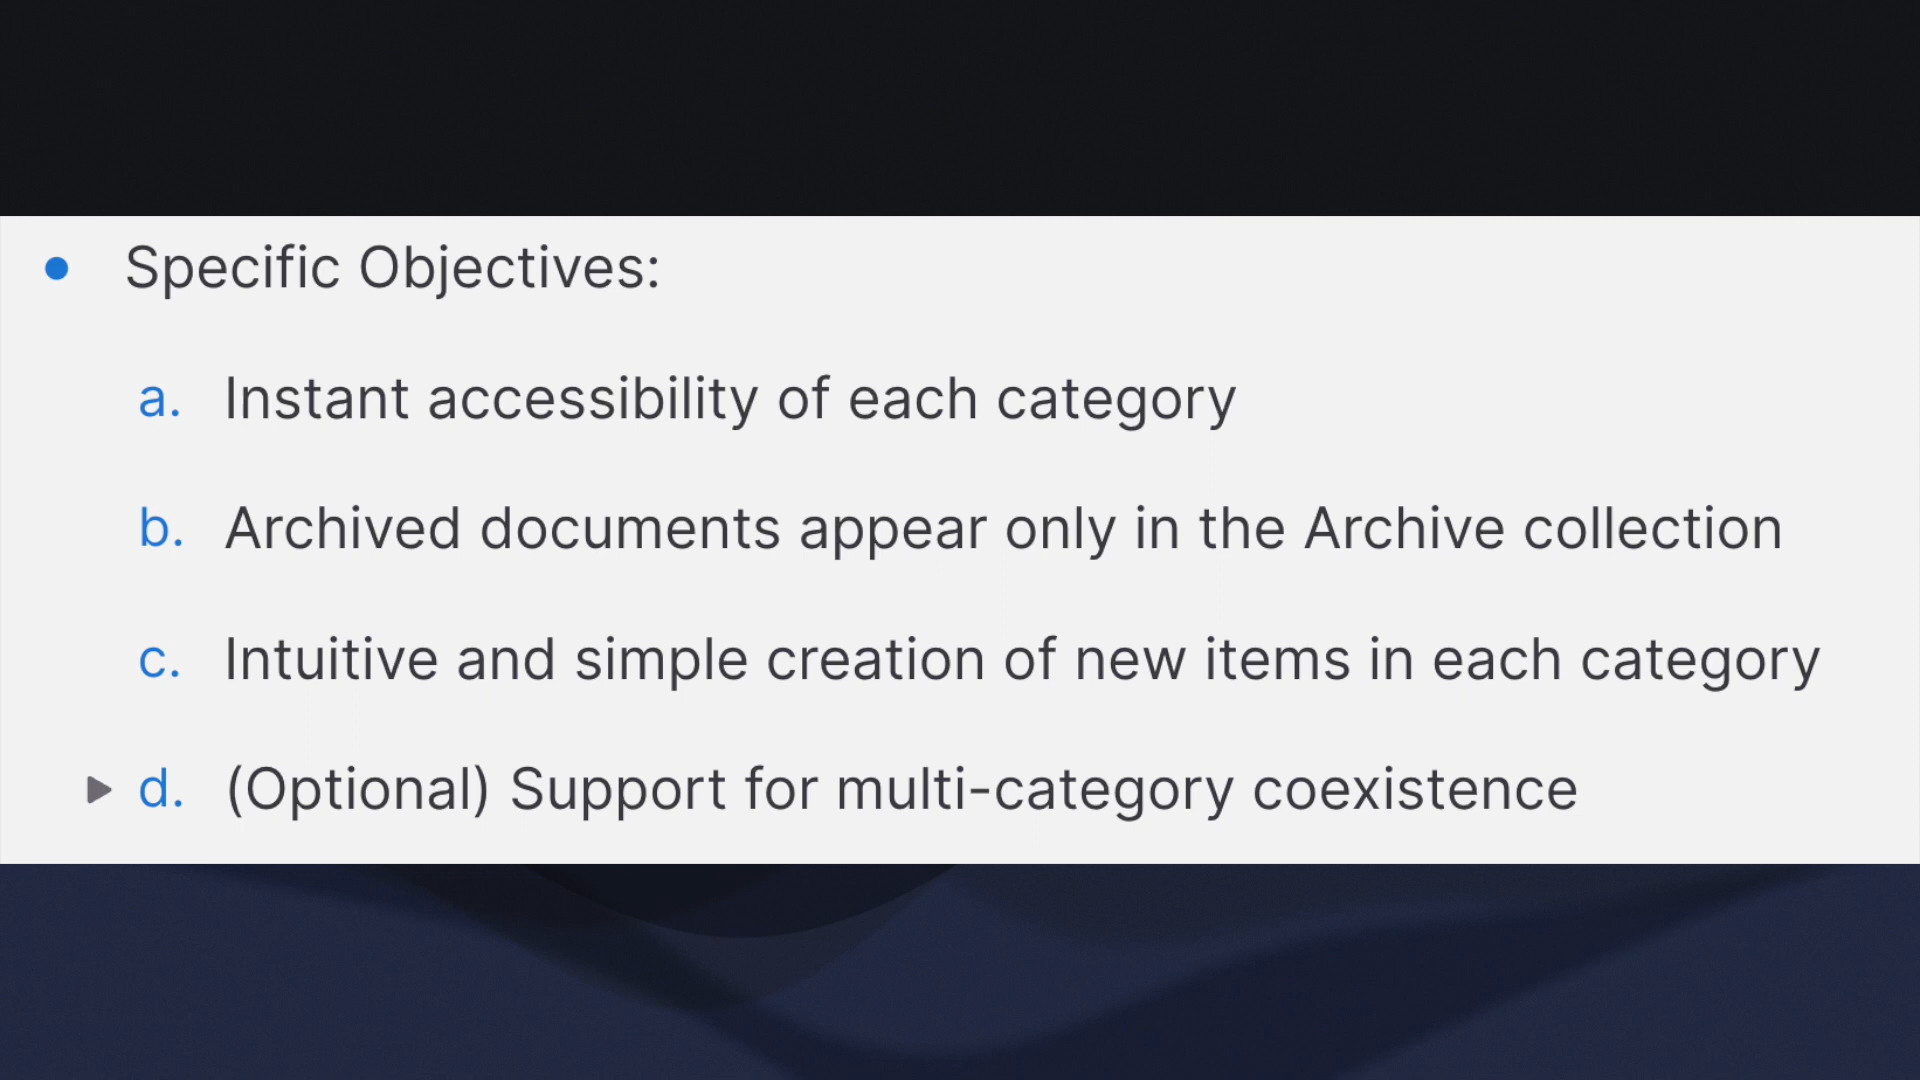 • Specific Objectives:
a. Instant accessibility of each category
b. Archived documents appear only in the Archive collection
c. Intuitive and simple creation of new items in each category
d. (Optional) Support for multi-category coexistence